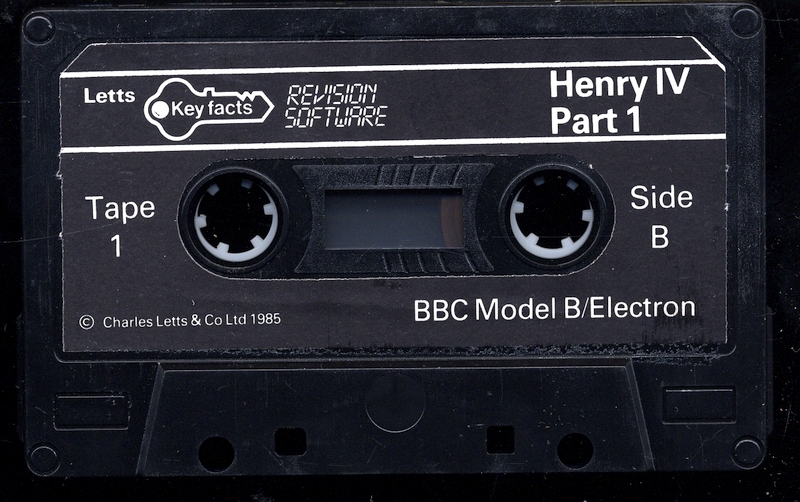 Letts
Key facts
REVISION
SOFTWARE
Henry IV
Part 1
Tape
1
Side
B
© Charles Letts & Co Ltd 1985
BBC Model B/Electron